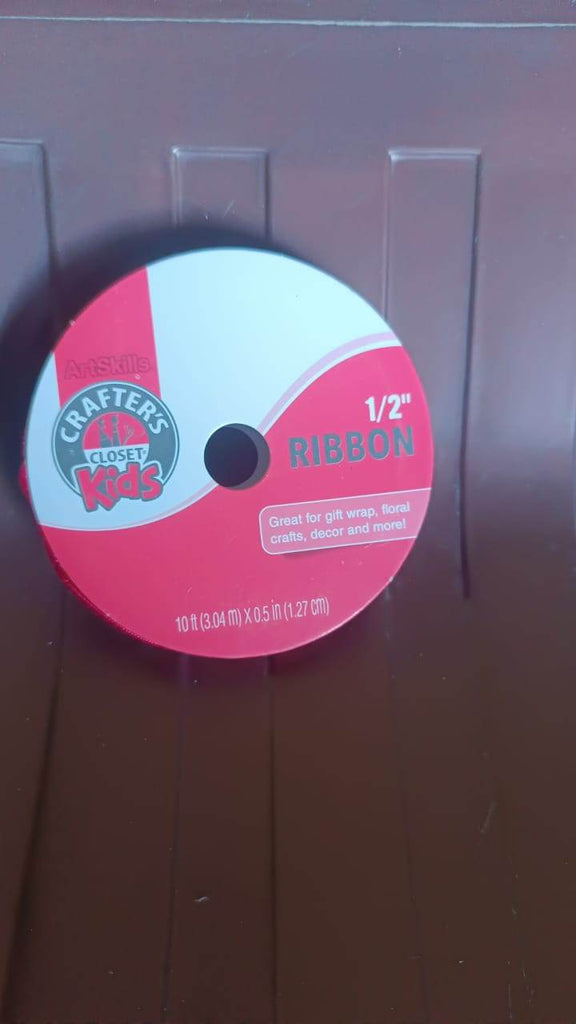 ArtSkills
CRAFTER'S
CLOSET
Kids
1/2"
RIBBON
Great for gift wrap, floral
crafts, decor and more!
10 ft (3.04 m) X 0.5 in (1.27 cm)